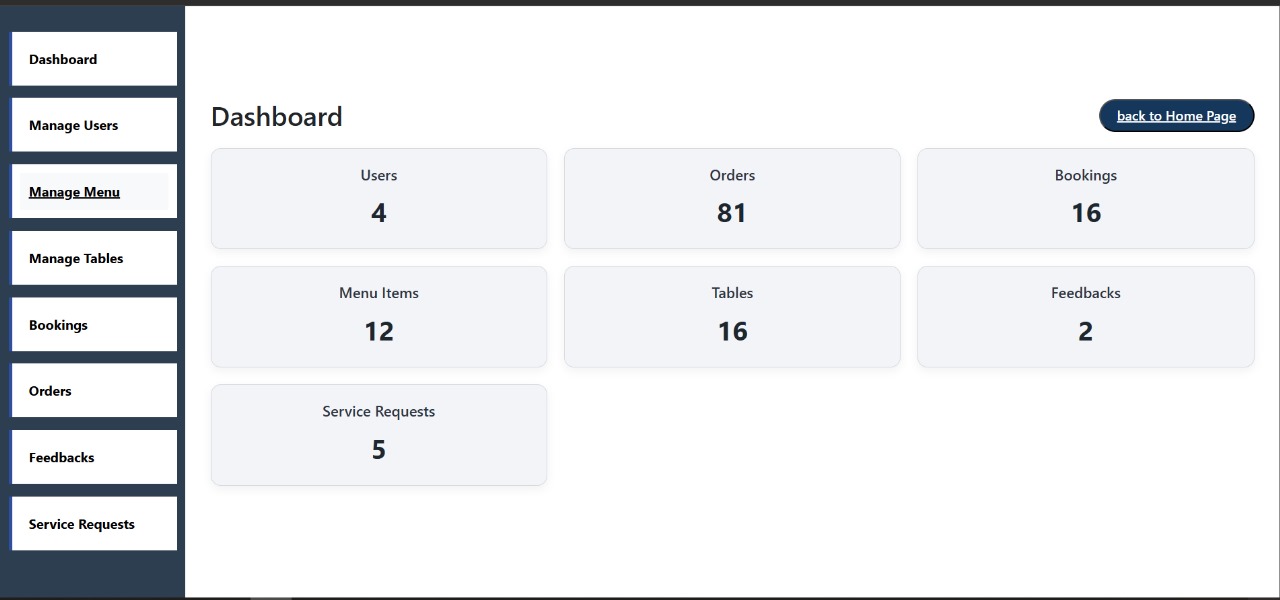 Dashboard
Manage Users
Manage Menu
Manage Tables
Bookings
Orders
Feedbacks
Service Requests
Dashboard
back to Home Page
Users
4
Orders
81
Bookings
16
Menu Items
12
Tables
16
Feedbacks
2
Service Requests
5